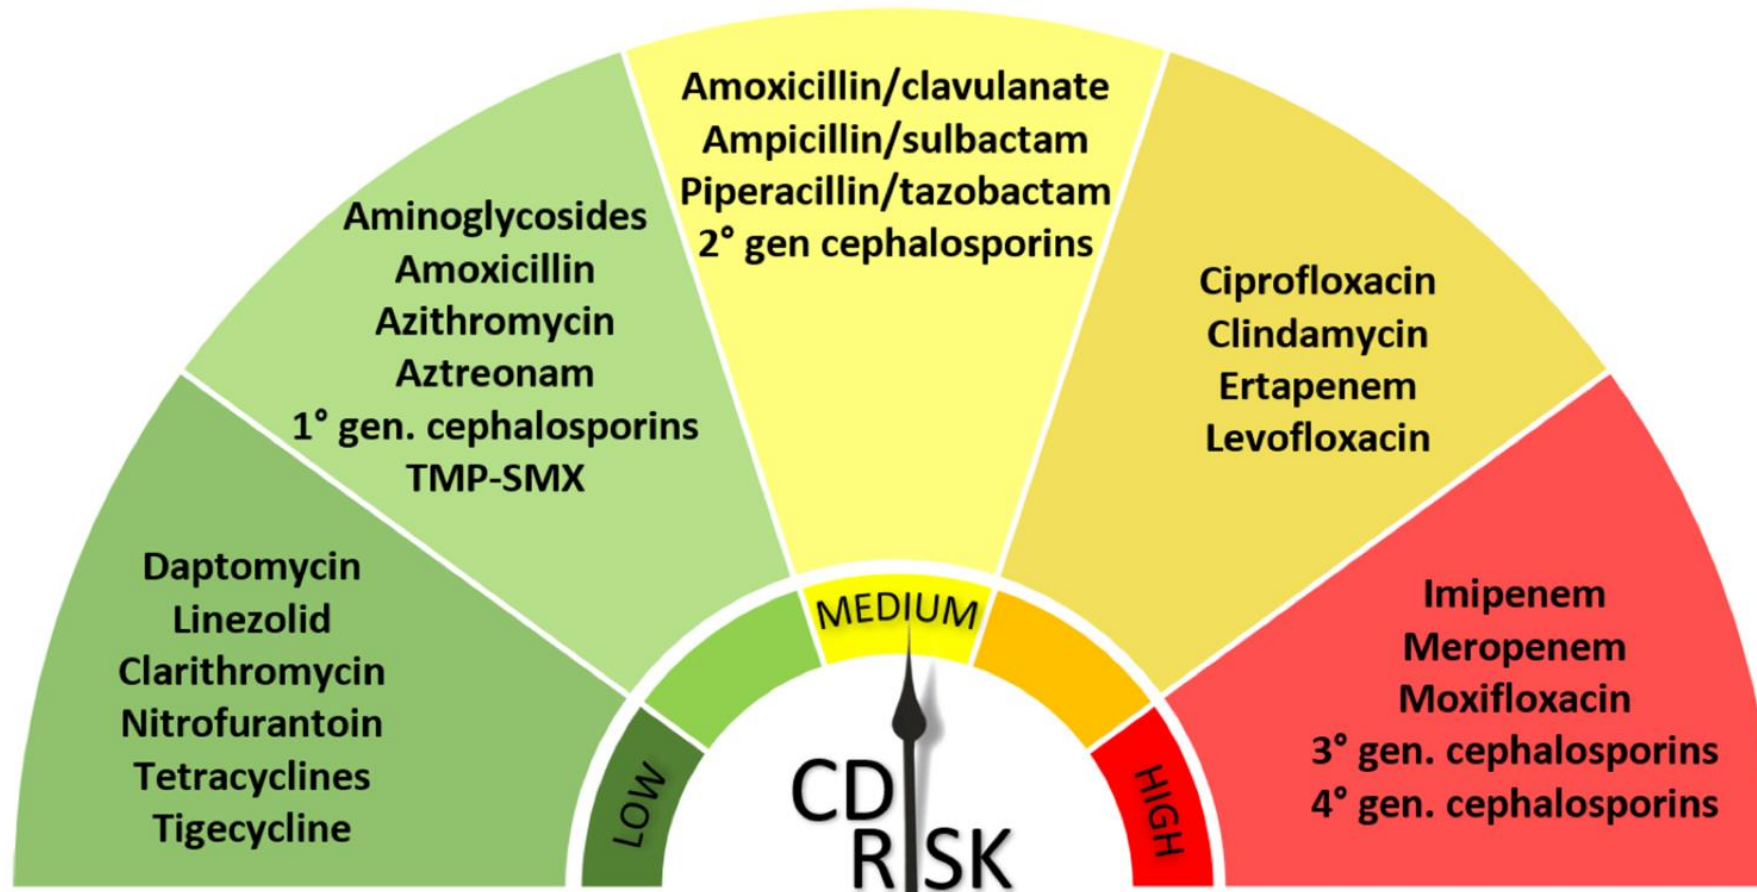 Amoxicillin/clavulanate
Ampicillin/sulbactam
Piperacillin/tazobactam
2° gen cephalosporins
Aminoglycosides
Amoxicillin
Azithromycin
Aztreonam
1° gen. cephalosporins
TMP-SMX
Ciprofloxacin
Clindamycin
Ertapenem
Levofloxacin
Daptomycin
Linezolid
Clarithromycin
Nitrofurantoin
Tetracyclines
Tigecycline
Imipenem
Meropenem
Moxifloxacin
3° gen. cephalosporins
4° gen. cephalosporins
LOW
MEDIUM
HIGH
CD
RISK